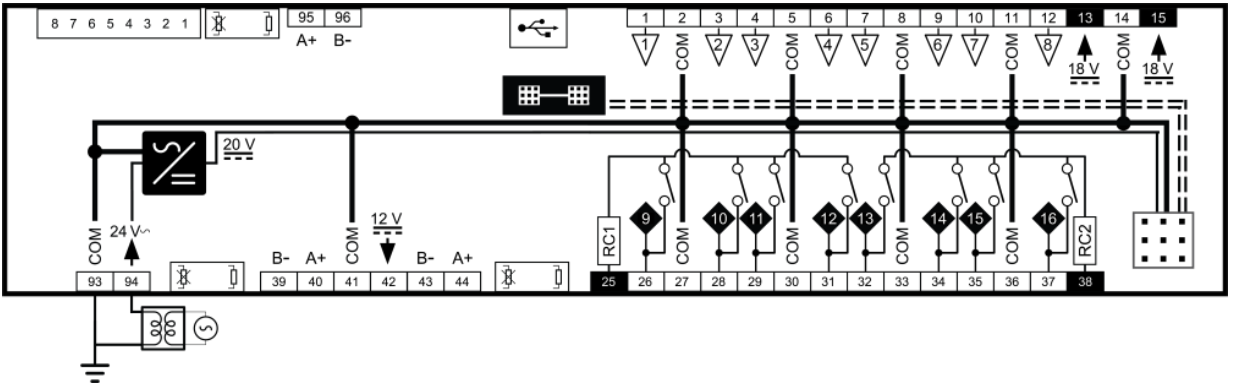 8 7 6 5 4 3 2 1
95 96
A+ B-
1 2 3 4 5 6 7 8 9 10 11 12 13 14 15
1 COM 2 3 COM 4 5 COM 6 7 COM 8 18 V COM 18 V
20 V
24 V~
COM
COM
12 V
B- A+ B- A+
RC1 9 COM 10 11 COM 12 13 COM 14 15 COM 16 RC2
93 94 39 40 41 42 43 44 25 26 27 28 29 30 31 32 33 34 35 36 37 38